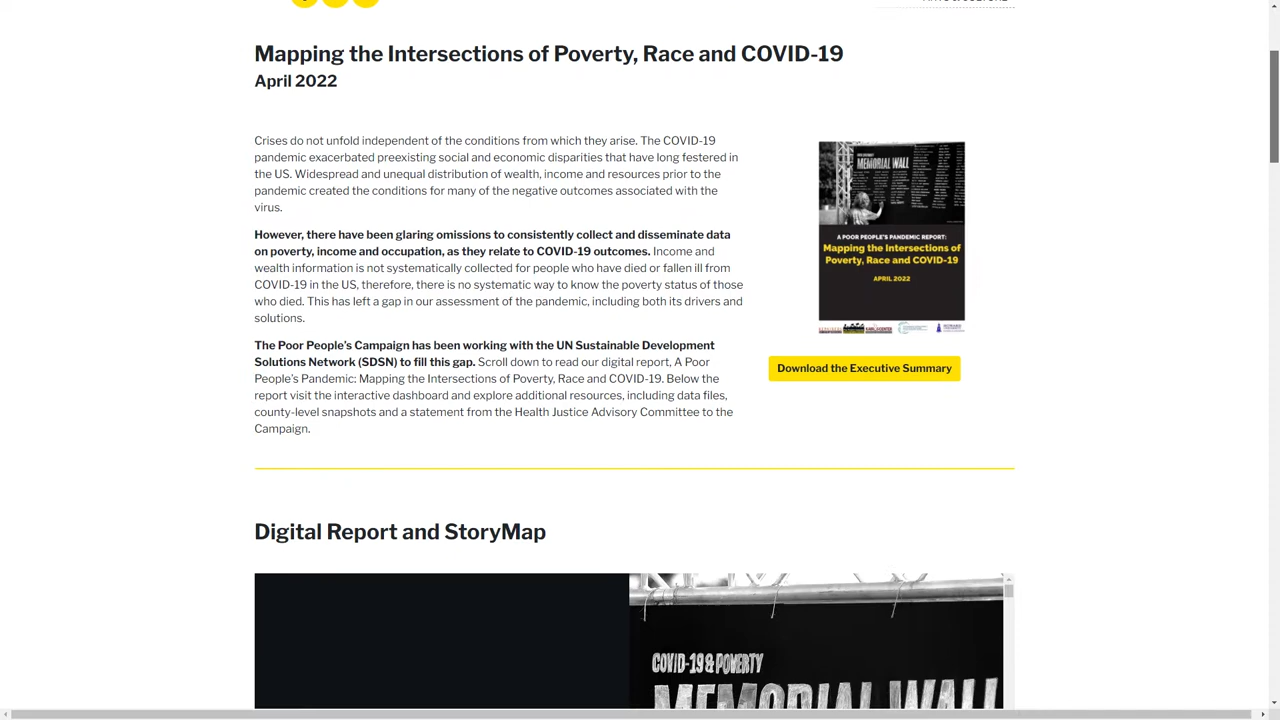 Mapping the Intersections of Poverty, Race and COVID-19
April 2022
Crises do not unfold independent of the conditions from which they arise. The COVID-19
pandemic exacerbated preexisting social and economic disparities that have long festered in
the US. Widespread and unequal distribution of wealth, income and resources prior to the
pandemic created the conditions for many of the negative outcomes associated with the
virus.
However, there have been glaring omissions to consistently collect and disseminate data
on poverty, income and occupation, as they relate to COVID-19 outcomes. Income and
wealth information is not systematically collected for people who have died or fallen ill from
COVID-19 in the US, therefore, there is no systematic way to know the poverty status of those
who died. This has left a gap in our assessment of the pandemic, including both its drivers and
solutions.
The Poor People's Campaign has been working with the UN Sustainable Development
Solutions Network (SDSN) to fill this gap. Scroll down to read our digital report, A Poor
People's Pandemic: Mapping the Intersections of Poverty, Race and COVID-19. Below the
report visit the interactive dashboard and explore additional resources, including data files,
county-level snapshots and a statement from the Health Justice Advisory Committee to the
Campaign.
MEMORIAL WALL
A POOR PEOPLE'S PANDEMIC REPORT:
Mapping the Intersections of
Poverty, Race and COVID-19
APRIL 2022
Download the Executive Summary
Digital Report and StoryMap
COVID-19 & POVERTY
MEMORIAL WALL